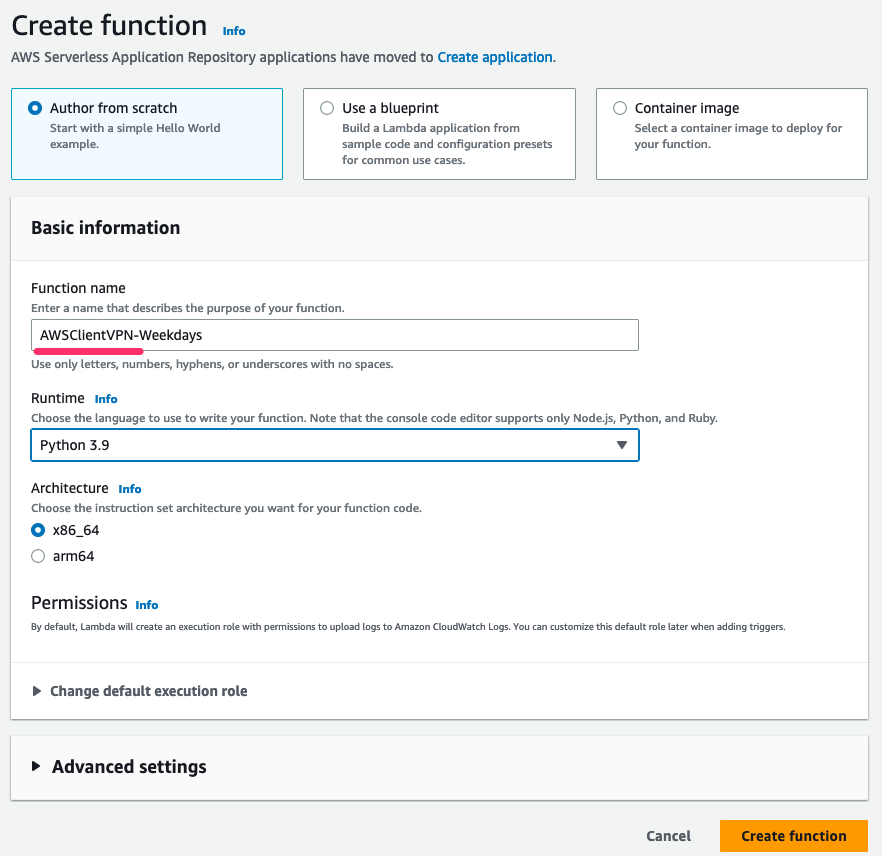 Create function Info
AWS Serverless Application Repository applications have moved to Create application.
Author from scratch
Start with a simple Hello World
example.
Use a blueprint
Build a Lambda application from
sample code and configuration presets
for common use cases.
Container image
Select a container image to deploy for
your function.
Basic information
Function name
Enter a name that describes the purpose of your function.
AWSClientVPN-Weekdays
Use only letters, numbers, hyphens, or underscores with no spaces.
Runtime Info
Choose the language to use to write your function. Note that the console code editor supports only Node.js, Python, and Ruby.
Python 3.9
Architecture Info
Choose the instruction set architecture you want for your function code.
x86_64
arm64
Permissions Info
By default, Lambda will create an execution role with permissions to upload logs to Amazon CloudWatch Logs. You can customize this default role later when adding triggers.
Change default execution role
Advanced settings
Cancel
Create function